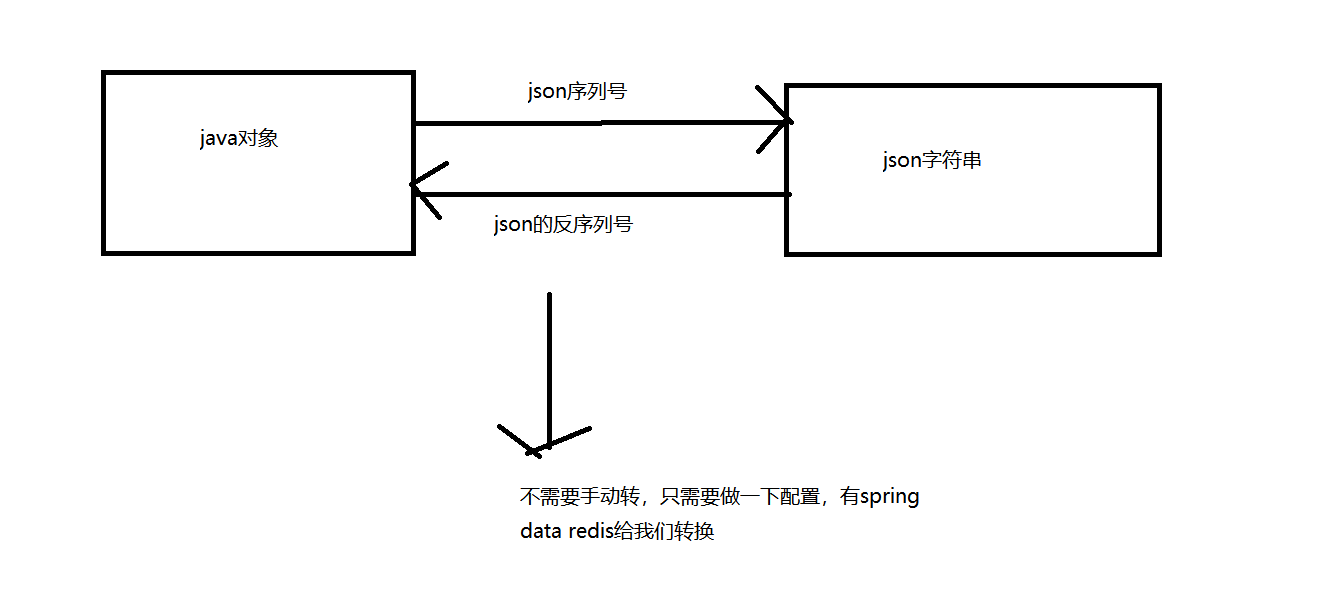 json序列号
java对象
json字符串
json的反序列号
不需要手动转，只需要做一下配置，有spring
data redis给我们转换